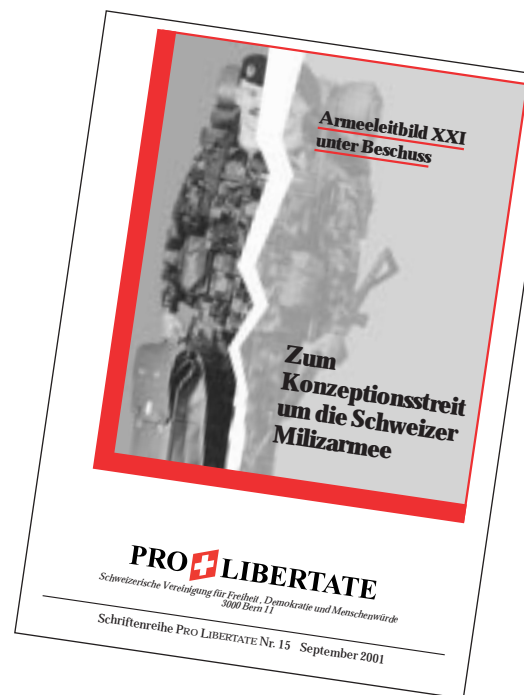 Armeeleitbild XXI
unter Beschuss
Zum
Konzeptionsstreit
um die Schweizer
Milizarmee
PRO LIBERTATE
Schweizerische Vereinigung für Freiheit, Demokratie und Menschenwürde
3000 Bern 11
Schriftenreihe PRO LIBERTATE Nr. 15 September 2001